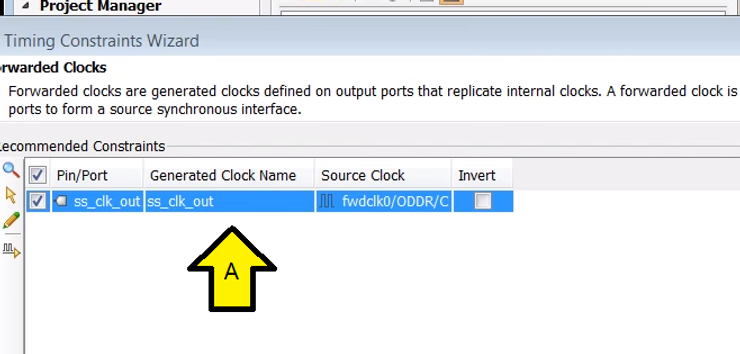 Project Manager
Timing Constraints Wizard
rwarded Clocks
Forwarded clocks are generated clocks defined on output ports that replicate internal clocks. A forwarded clock is
ports to form a source synchronous interface.
ecommended Constraints
Pin/Port Generated Clock Name Source Clock Invert
ss_clk_out ss_clk_out fwdclk0/ODDR/C
A